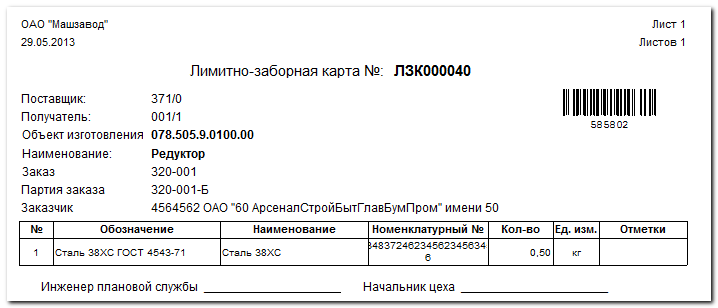 ОАО "Машзавод" Лист 1
29.05.2013 Листов 1
Лимитно-заборная карта №: ЛЗК000040
Поставщик: 371/0
Получатель: 001/1
Объект изготовления 078.505.9.0100.00
585802
Наименование: Редуктор
Заказ 320-001
Партия заказа 320-001-Б
Заказчик 4564562 ОАО "60 АрсеналСтройБытГлавБумПром" имени 50
№ Обозначение Наименование Номенклатурный № Кол-во Ед. изм. Отметки
1 Сталь 38ХС ГОСТ 4543-71 Сталь 38ХС 0,50 кг
6
Инженер плановой службы Начальник цеха